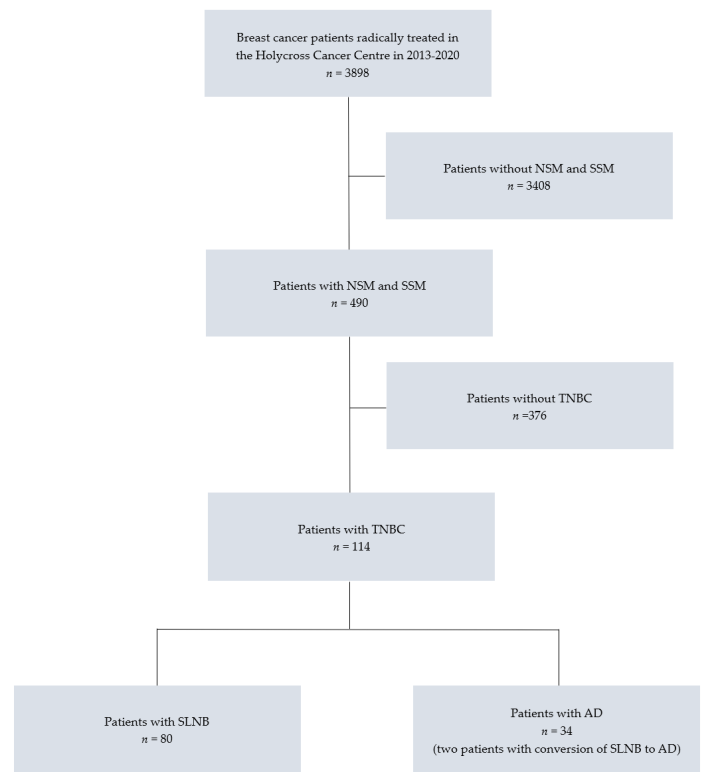 Breast cancer patients radically treated in
the Holycross Cancer Centre in 2013-2020
n = 3898
Patients without NSM and SSM
n = 3408
Patients with NSM and SSM
n = 490
Patients without TNBC
n =376
Patients with TNBC
n = 114
Patients with SLNB
n = 80
Patients with AD
n = 34
(two patients with conversion of SLNB to AD)